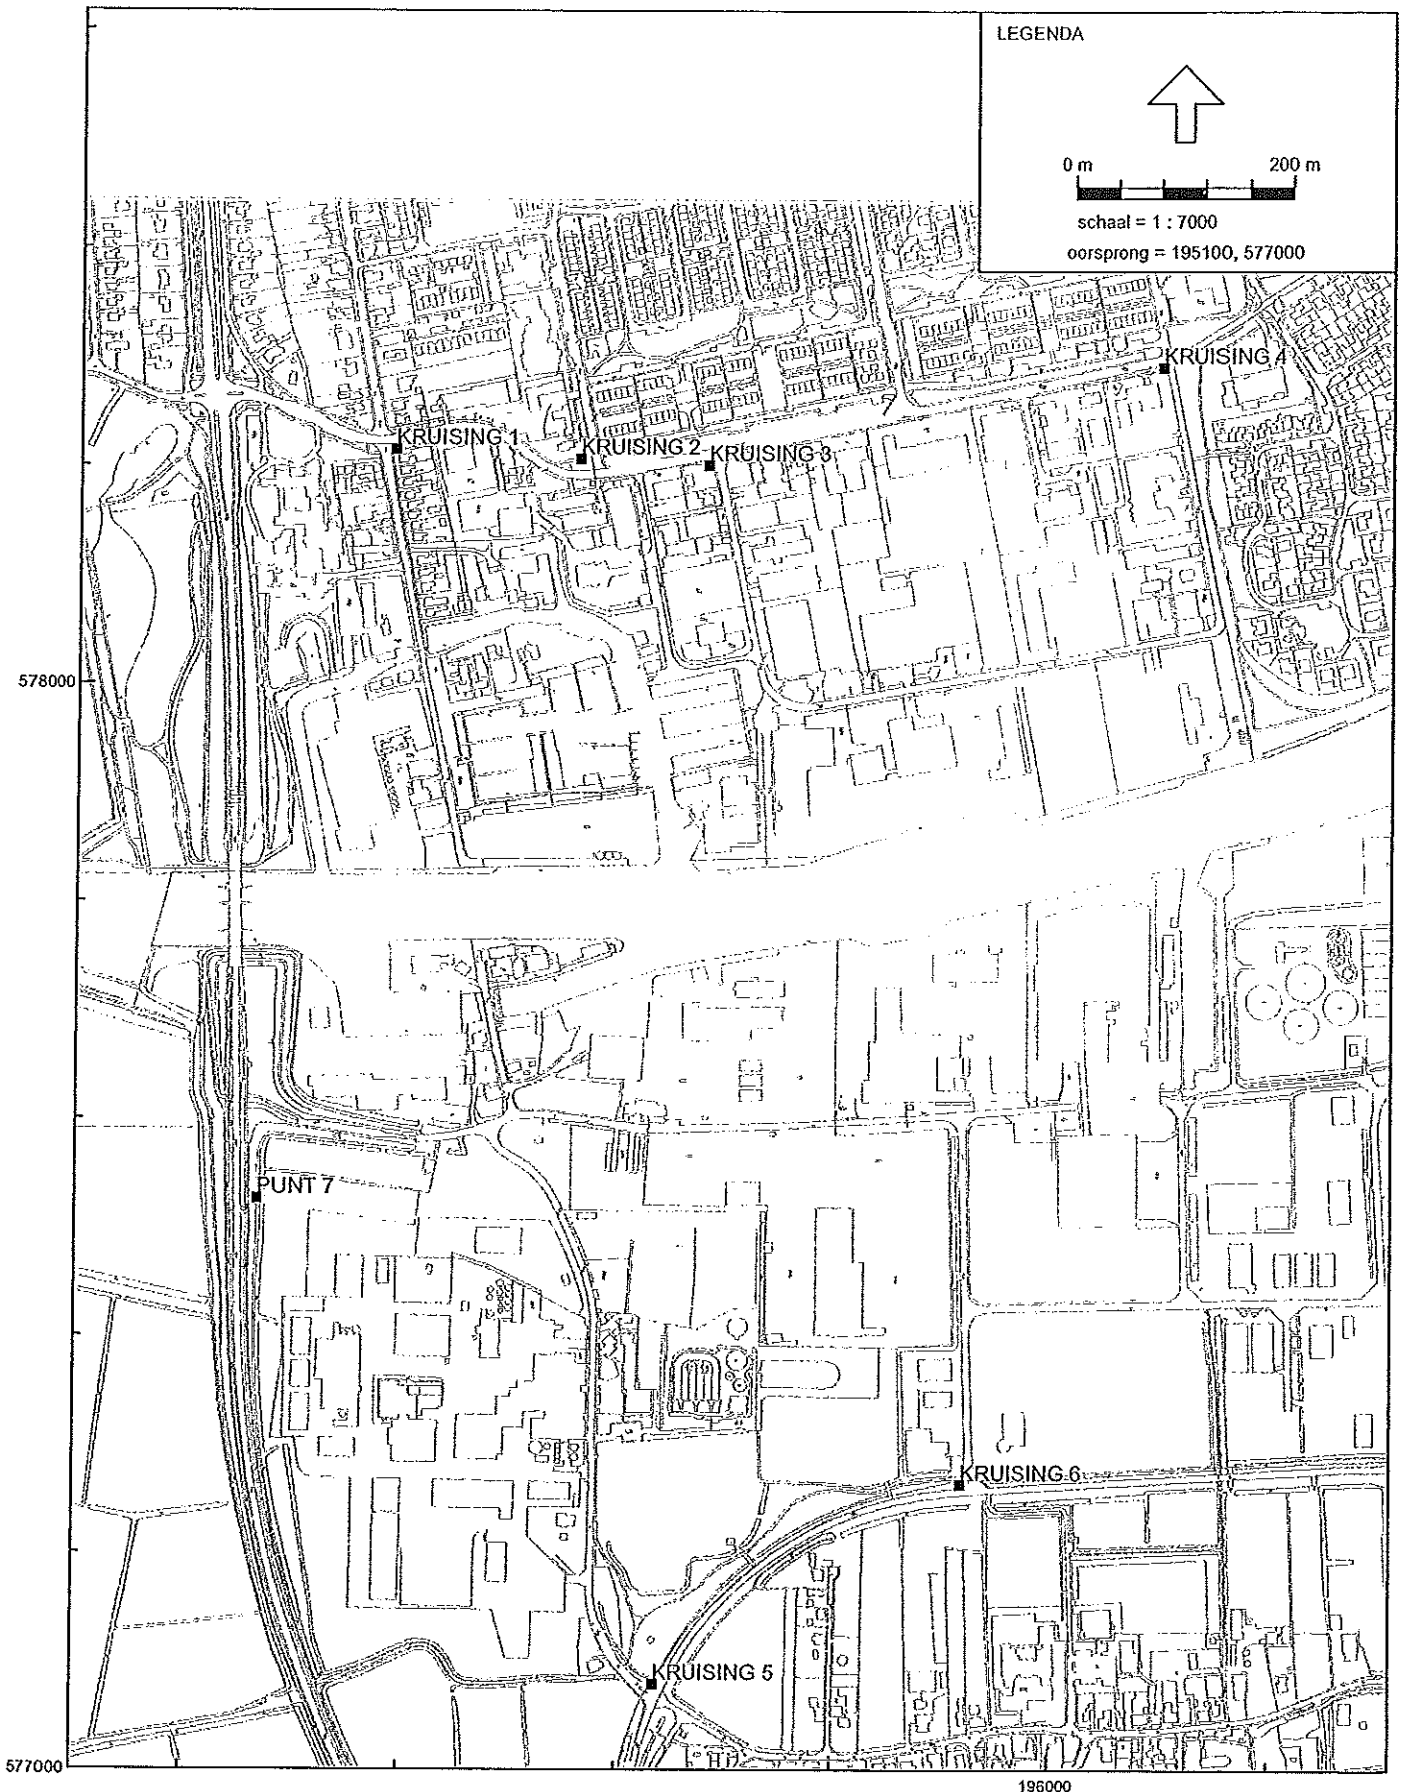 LEGENDA
0 m 200 m
schaal = 1 : 7000
oorsprong = 195100, 577000
KRUISING 4
KRUISING 1
KRUISING 2
KRUISING 3
578000
PUNT 7
KRUISING 6
KRUISING 5
577000
196000